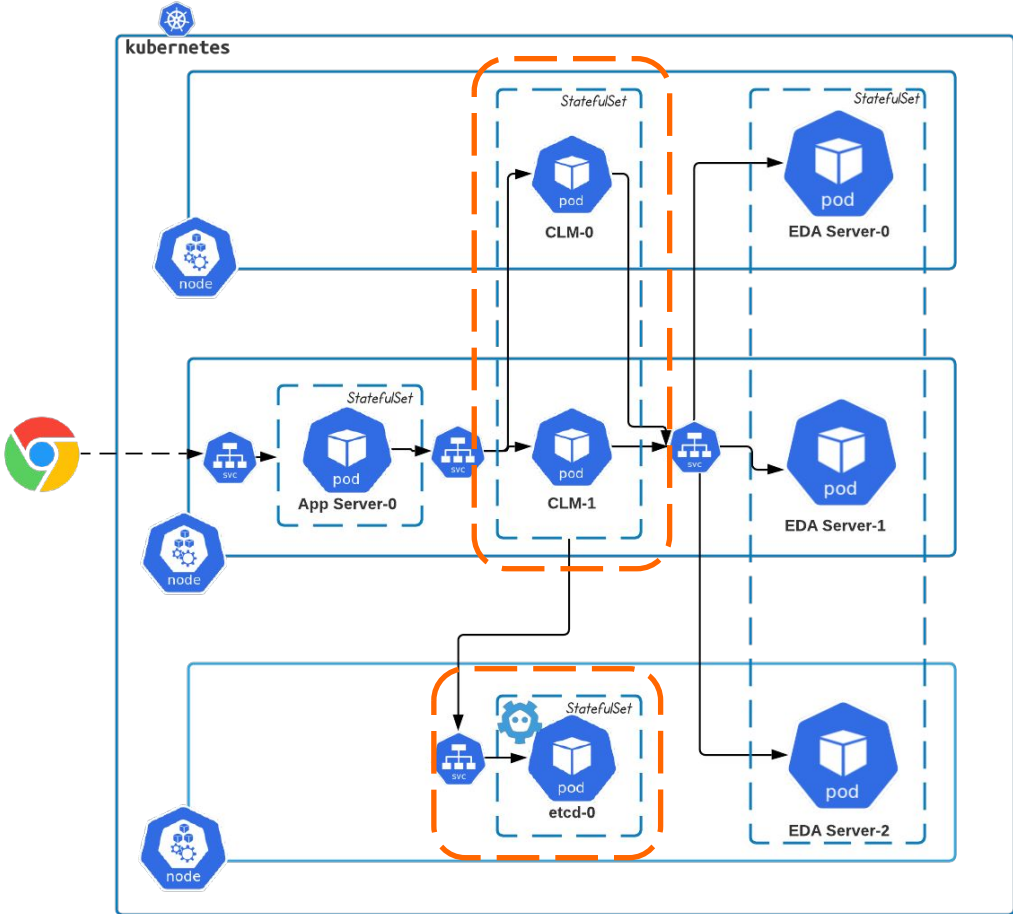 kubernetes
StatefulSet
StatefulSet
pod
CLM-0
pod
EDA Server-0
node
StatefulSet
svc
pod
App Server-0
svc
pod
CLM-1
svc
pod
EDA Server-1
node
StatefulSet
svc
pod
etcd-0
pod
EDA Server-2
node